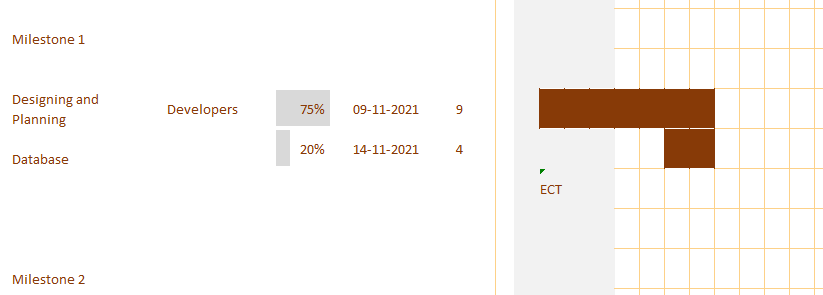 Milestone 1
Designing and
Planning
Developers 75% 09-11-2021 9
Database 20% 14-11-2021 4
ECT
Milestone 2